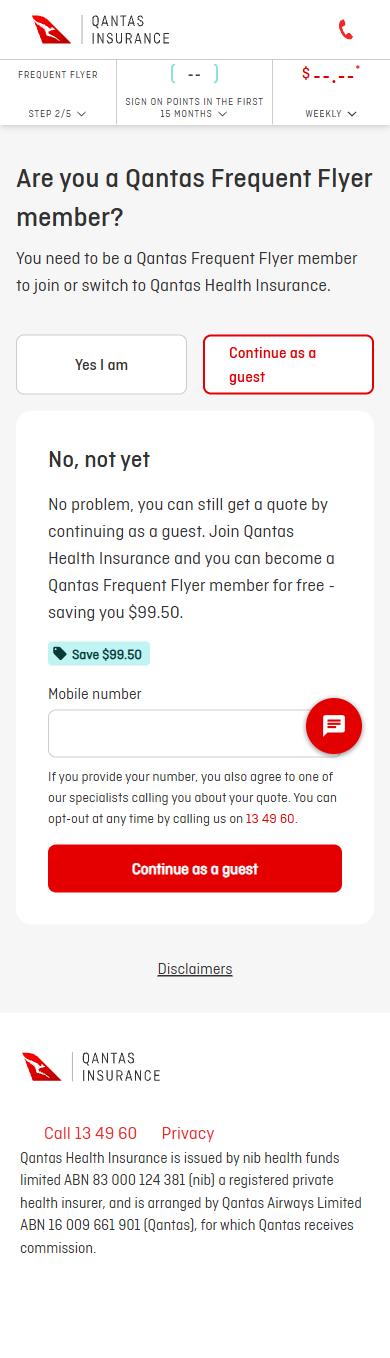 QANTAS
INSURANCE
FREQUENT FLYER
STEP 2/5
--
SIGN ON POINTS IN THE FIRST
15 MONTHS
$--.--*
WEEKLY
Are you a Qantas Frequent Flyer
member?
You need to be a Qantas Frequent Flyer member
to join or switch to Qantas Health Insurance.
Yes I am
Continue as a
guest
No, not yet
No problem, you can still get a quote by
continuing as a guest. Join Qantas
Health Insurance and you can become a
Qantas Frequent Flyer member for free -
saving you $99.50.
Save $99.50
Mobile number
If you provide your number, you also agree to one of
our specialists calling you about your quote. You can
opt-out at any time by calling us on 13 49 60.
Continue as a guest
Disclaimers
QANTAS
INSURANCE
Call 13 49 60 Privacy
Qantas Health Insurance is issued by nib health funds
limited ABN 83 000 124 381 (nib) a registered private
health insurer, and is arranged by Qantas Airways Limited
ABN 16 009 661 901 (Qantas), for which Qantas receives
commission.